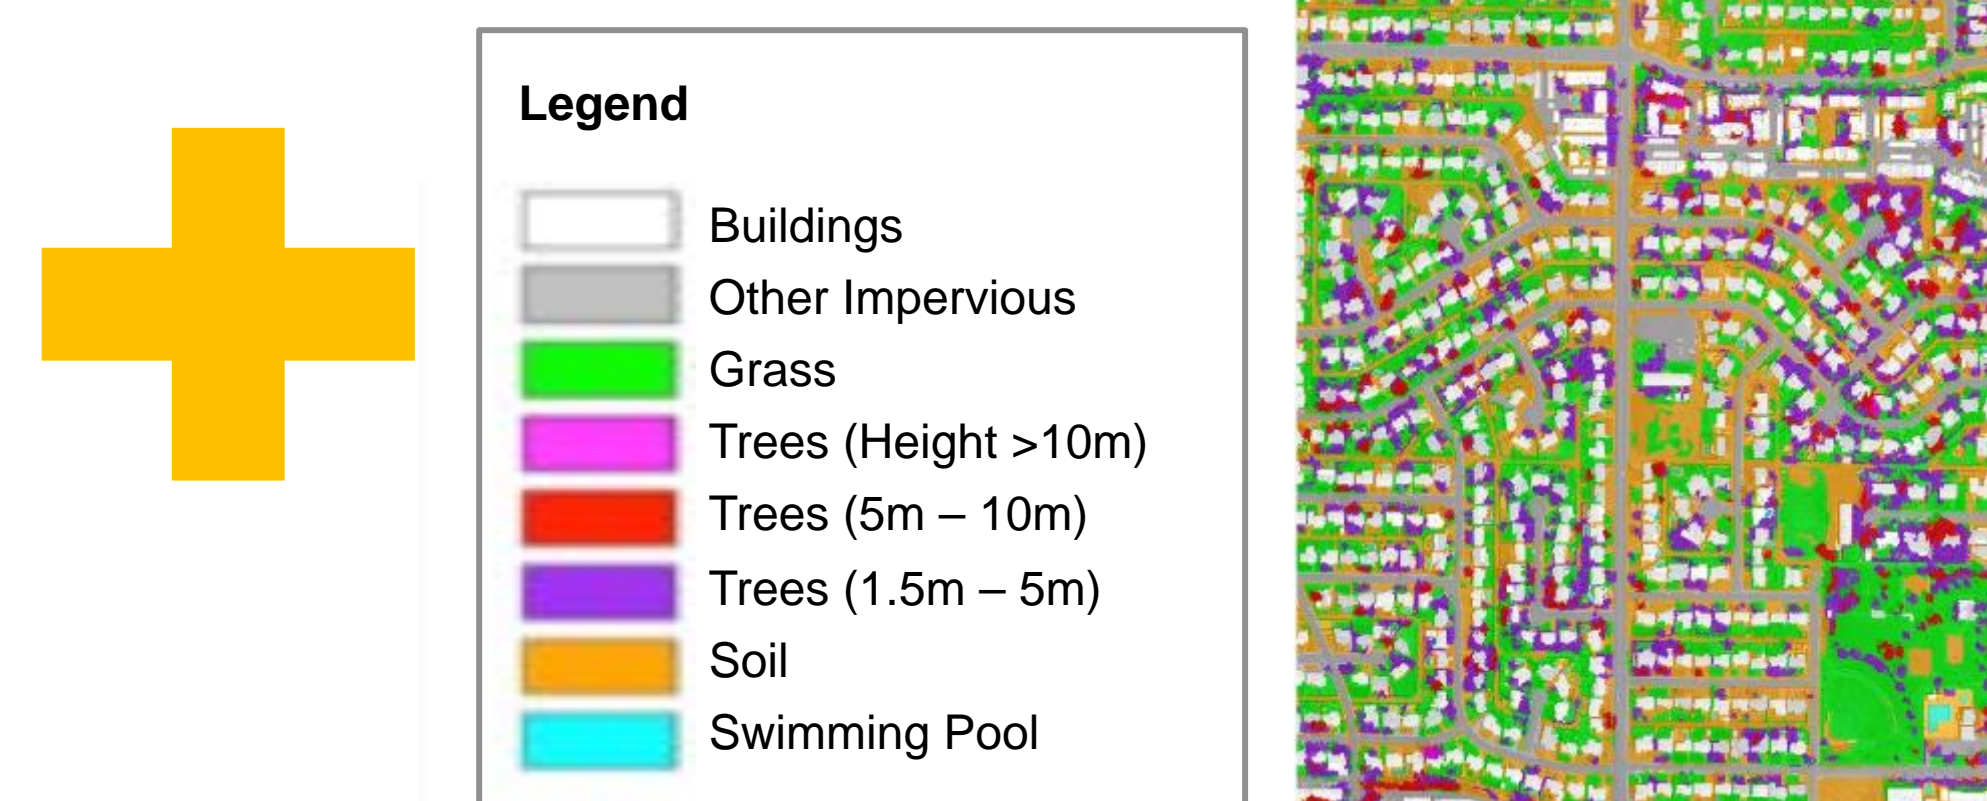 Legend
Buildings
Other Impervious
Grass
Trees (Height >10m)
Trees (5m – 10m)
Trees (1.5m – 5m)
Soil
Swimming Pool